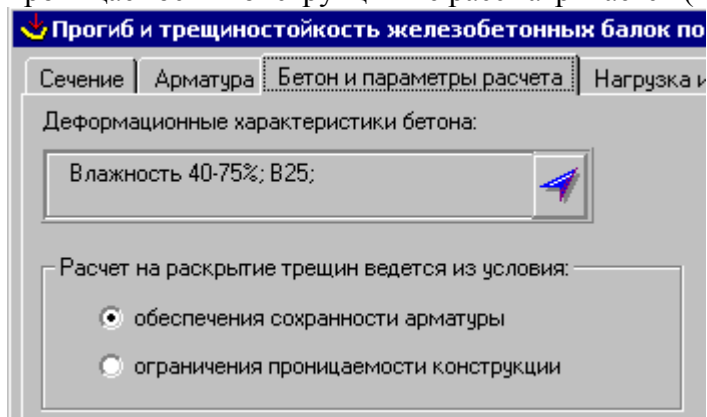 Прогиб и трещиностойкость железобетонных балок по
Сечение Арматура Бетон и параметры расчета Нагрузка и
Деформационные характеристики бетона:
Влажность 40-75%; B25;
Расчет на раскрытие трещин ведется из условия:
обеспечения сохранности арматуры
ограничения проницаемости конструкции